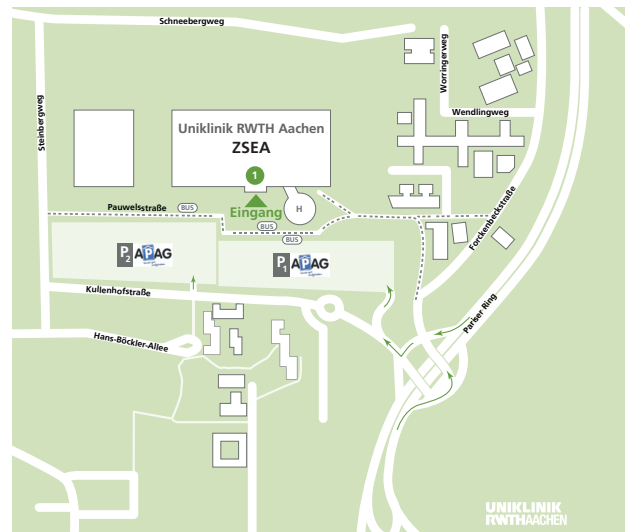 Schneebergweg
Steinbergweg
Worringerweg
Wendlingweg
Uniklinik RWTH Aachen
ZSEA
1
Eingang
H
Pauwelsstraße
BUS
BUS
BUS
Forckenbeckstraße
P2 APAG
P1 APAG
Kullenhofstraße
Pariser Ring
Hans-Böckler-Allee
UNIKLINIK
RWTHAACHEN